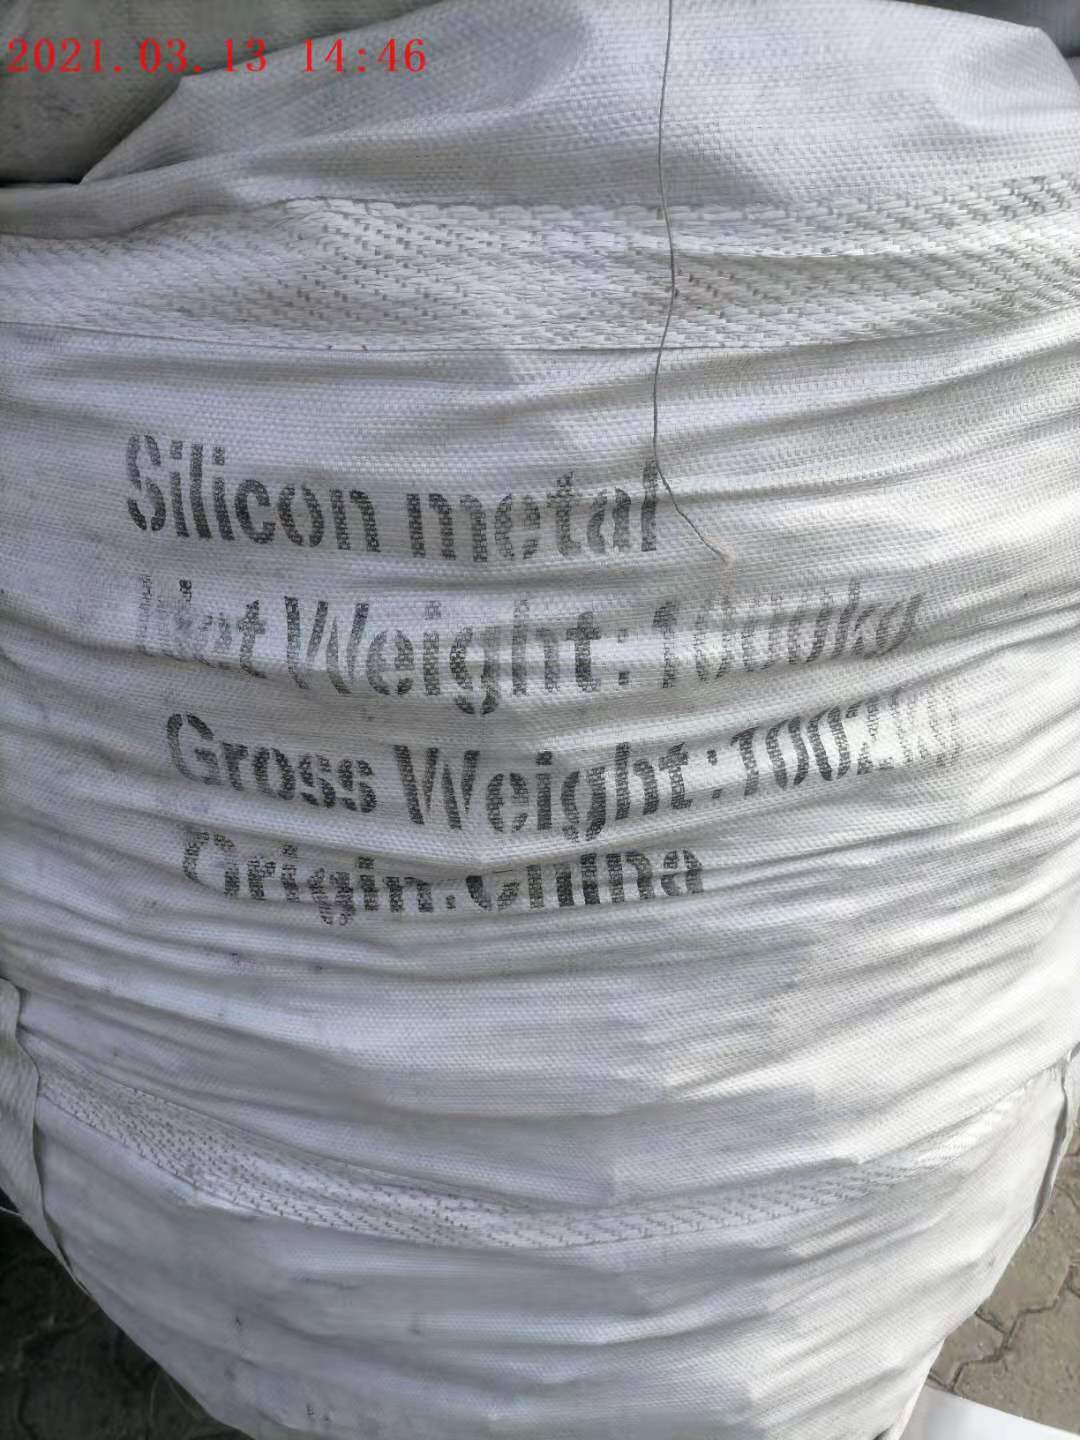 2021.03.13 14:46
Silicon metal
Net Weight:1000kg
Gross Weight:1002kg
Origin:China